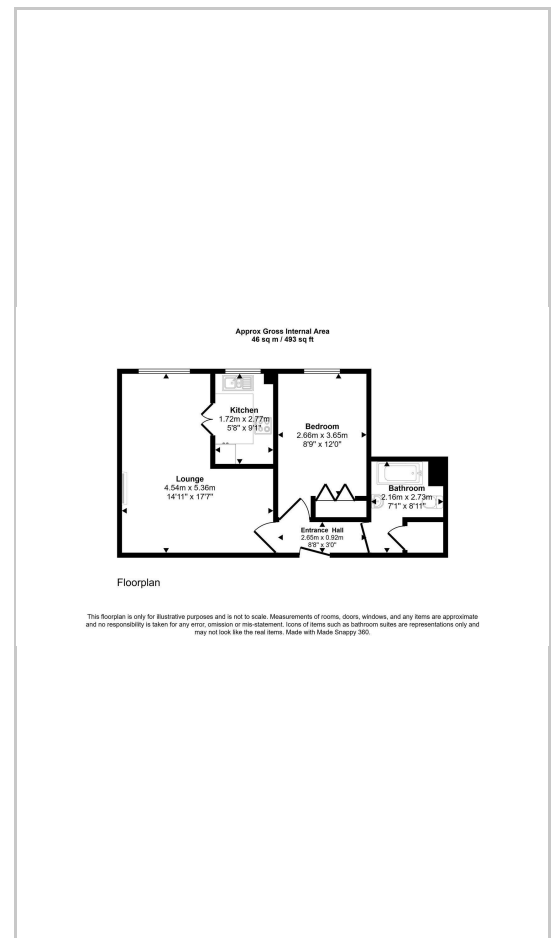 Approx Gross Internal Area
46 sq m / 493 sq ft
Kitchen
1.72m x 2.77m
5'8" x 9'1"
Bedroom
2.66m x 3.65m
8'9" x 12'0"
Lounge
4.54m x 5.36m
14'11" x 17'7"
Bathroom
2.16m x 2.73m
7'1" x 8'11"
Entrance Hall
2.65m x 0.92m
8'8" x 3'0"
Floorplan
This floorplan is only for illustrative purposes and is not to scale. Measurements of rooms, doors, windows, and any items are approximate
and no responsibility is taken for any error, omission or mis-statement. Icons of items such as bathroom suites are representations only and
may not look like the real items. Made with Made Snappy 360.